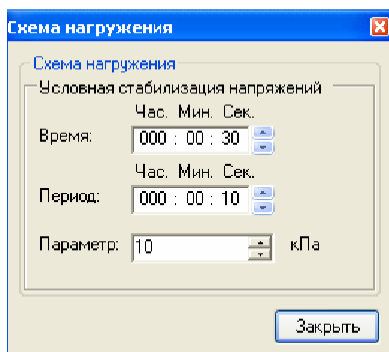 Схема нагружения
Схема нагружения
Условная стабилизация напряжений
Час. Мин. Сек.
Время: 000 : 00 : 30
Час. Мин. Сек.
Период: 000 : 00 : 10
Параметр: 10 кПа
Закрыть